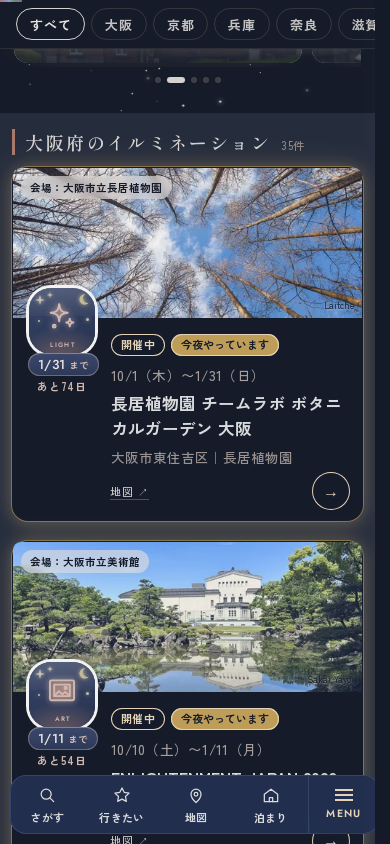 すべて
大阪
京都
兵庫
奈良
滋賀
大阪府のイルミネーション 35件
会場：大阪市立長居植物園
Laitche
LIGHT
1/31 まで
あと74日
開催中
今夜やっています
10/1（木）〜1/31（日）
長居植物園 チームラボ ボタニ
カルガーデン 大阪
大阪市東住吉区｜長居植物園
地図 ↗
→
会場：大阪市立美術館
ART
1/11 まで
あと54日
開催中
今夜やっています
10/10（土）〜1/11（月）
さがす
行きたい
地図
泊まり
MENU
地図 ↗